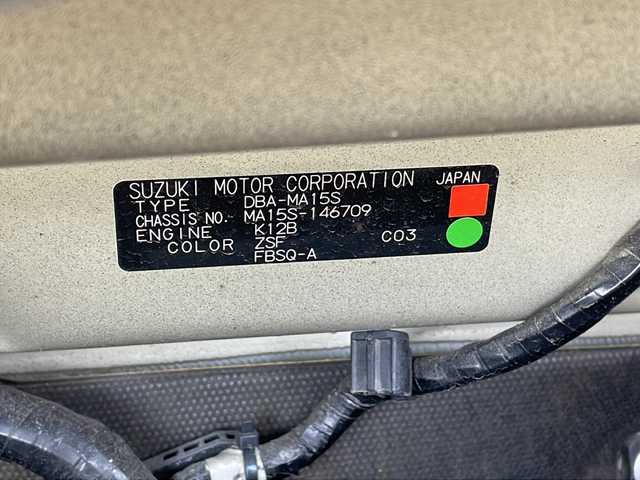 SUZUKI MOTOR CORPORATION JAPAN
TYPE DBA-MA15S
CHASSIS NO. MA15S-146709
ENGINE K12B
COLOR ZSF C03
FBSQ-A